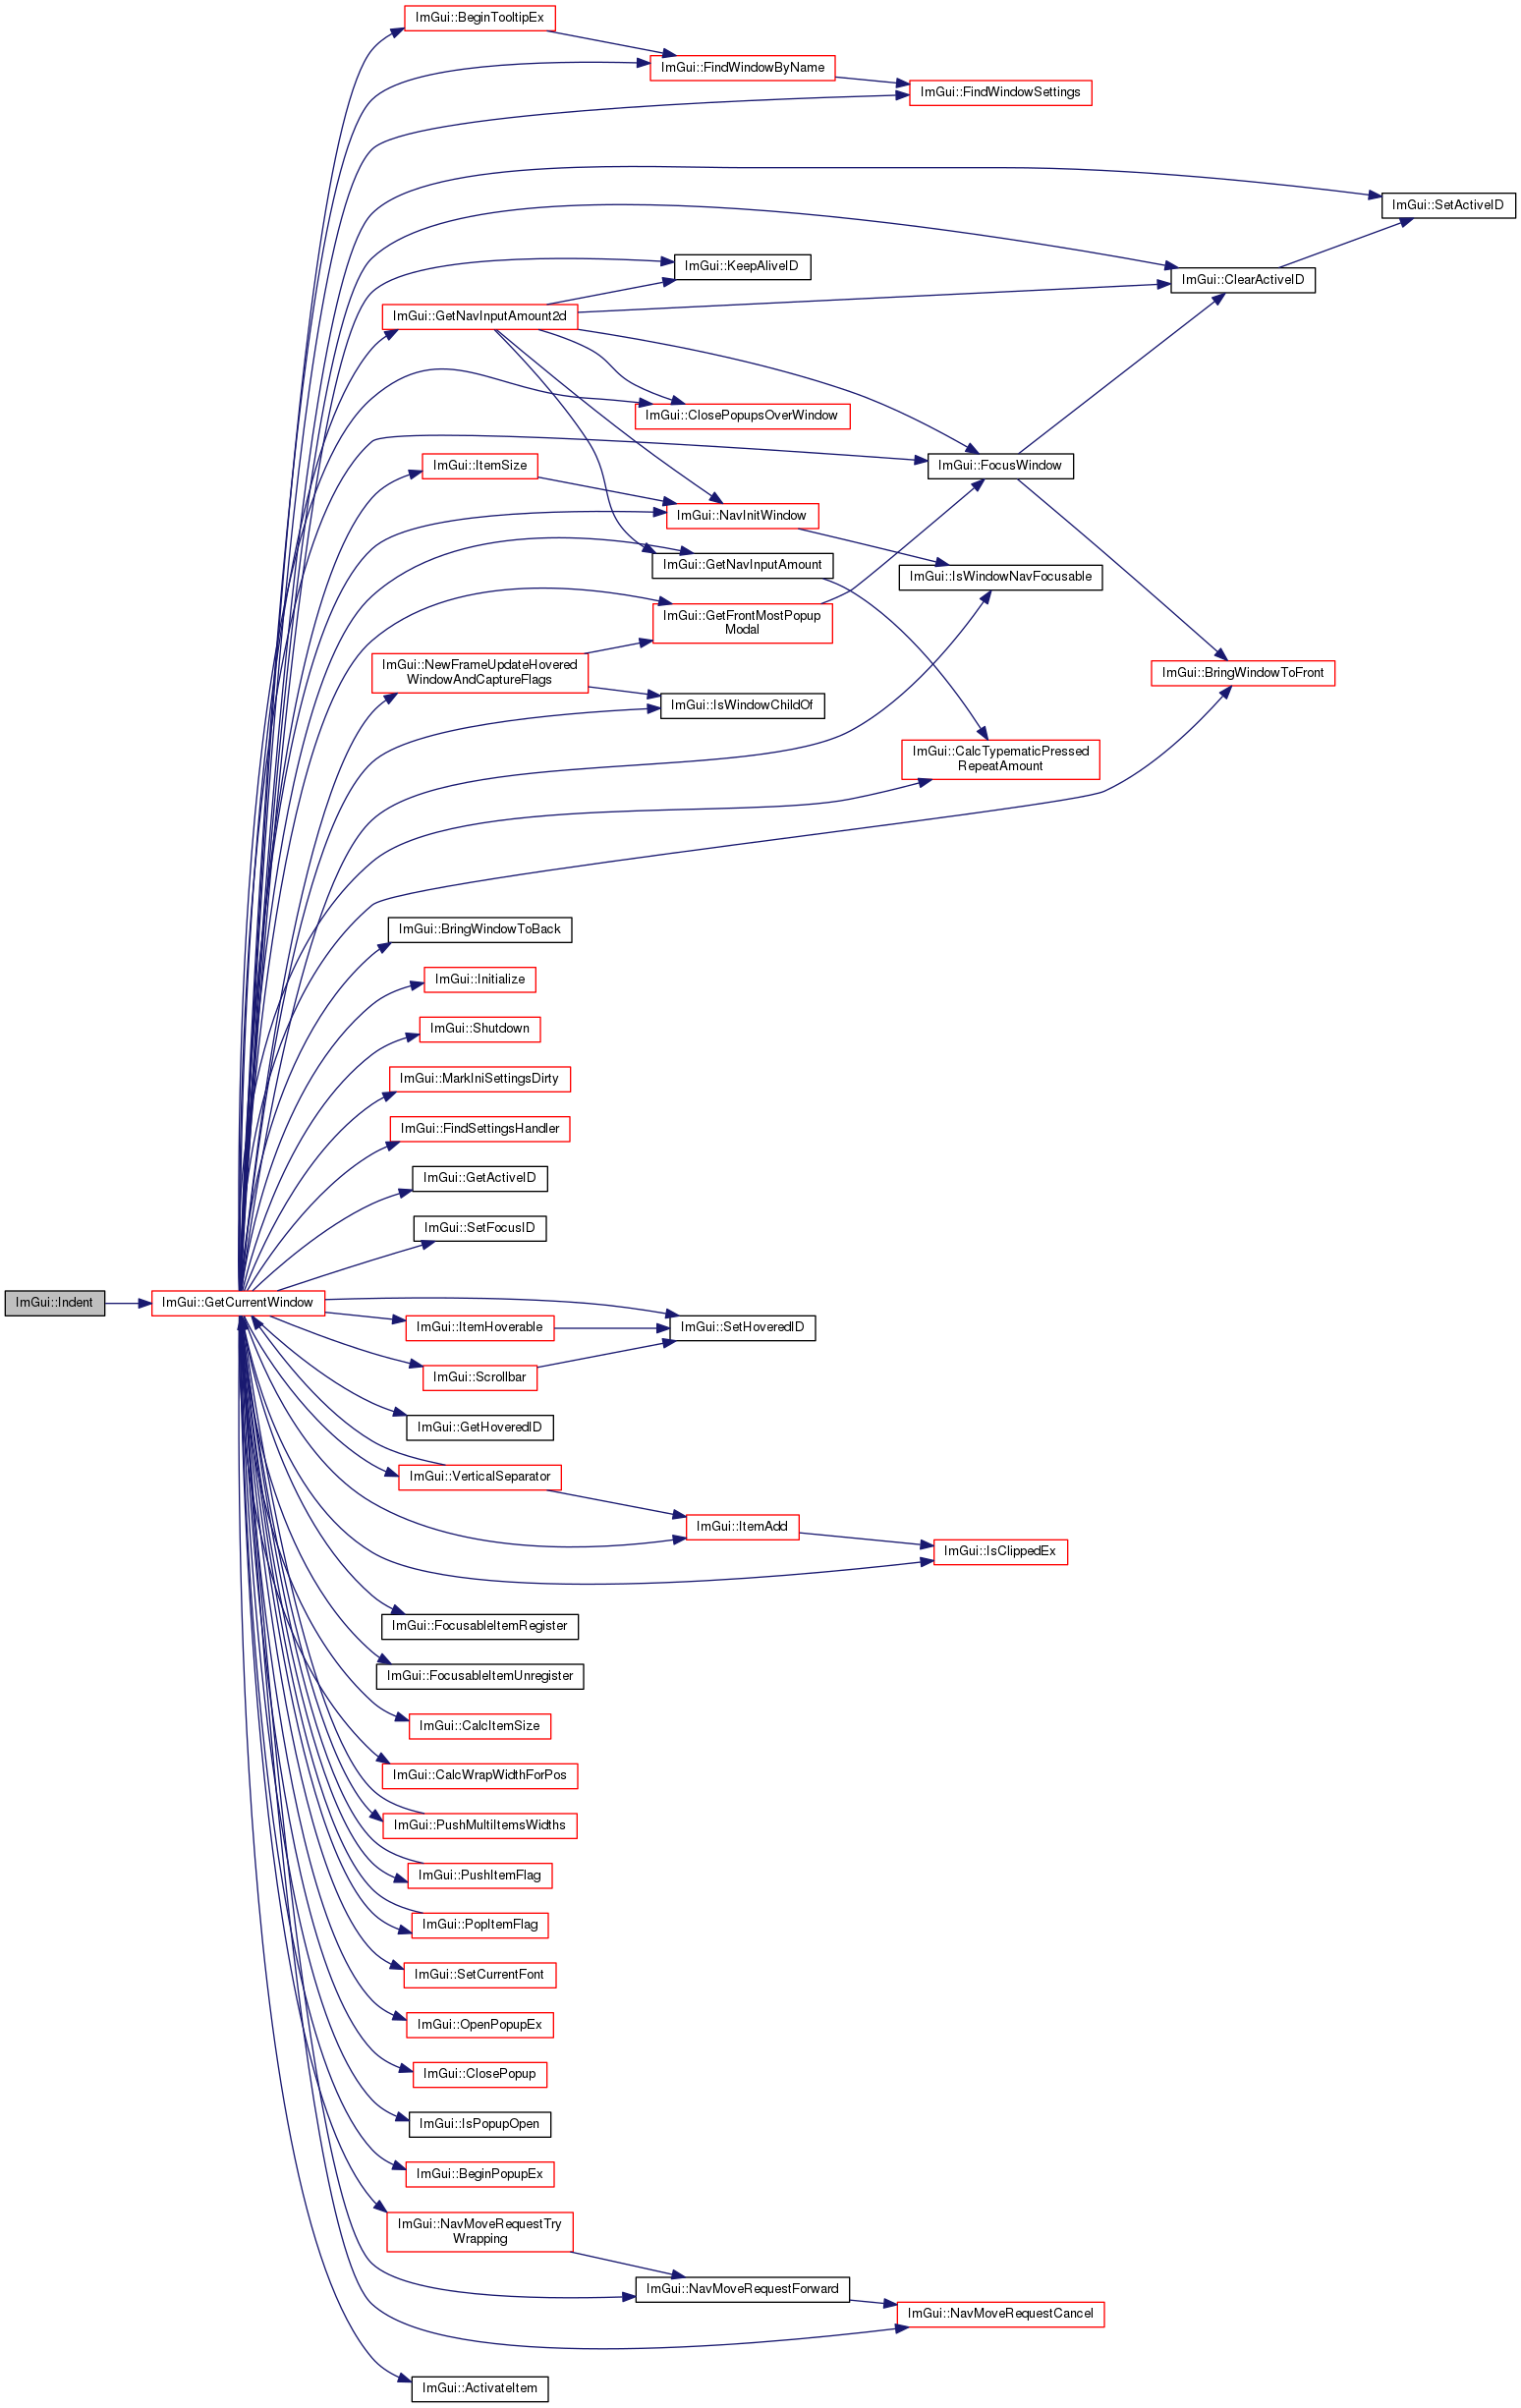 ImGui::BeginTooltipEx
ImGui::FindWindowByName
ImGui::FindWindowSettings
ImGui::SetActiveID
ImGui::KeepAliveID
ImGui::ClearActiveID
ImGui::GetNavInputAmount2d
ImGui::ClosePopupsOverWindow
ImGui::FocusWindow
ImGui::ItemSize
ImGui::NavInitWindow
ImGui::GetNavInputAmount
ImGui::IsWindowNavFocusable
ImGui::GetFrontMostPopup
Modal
ImGui::NewFrameUpdateHovered
WindowAndCaptureFlags
ImGui::BringWindowToFront
ImGui::IsWindowChildOf
ImGui::CalcTypematicPressed
RepeatAmount
ImGui::BringWindowToBack
ImGui::Initialize
ImGui::Shutdown
ImGui::MarkIniSettingsDirty
ImGui::FindSettingsHandler
ImGui::GetActiveID
ImGui::SetFocusID
ImGui::Indent
ImGui::GetCurrentWindow
ImGui::ItemHoverable
ImGui::SetHoveredID
ImGui::Scrollbar
ImGui::GetHoveredID
ImGui::VerticalSeparator
ImGui::ItemAdd
ImGui::IsClippedEx
ImGui::FocusableItemRegister
ImGui::FocusableItemUnregister
ImGui::CalcItemSize
ImGui::CalcWrapWidthForPos
ImGui::PushMultiItemsWidths
ImGui::PushItemFlag
ImGui::PopItemFlag
ImGui::SetCurrentFont
ImGui::OpenPopupEx
ImGui::ClosePopup
ImGui::IsPopupOpen
ImGui::BeginPopupEx
ImGui::NavMoveRequestTry
Wrapping
ImGui::NavMoveRequestForward
ImGui::NavMoveRequestCancel
ImGui::ActivateItem